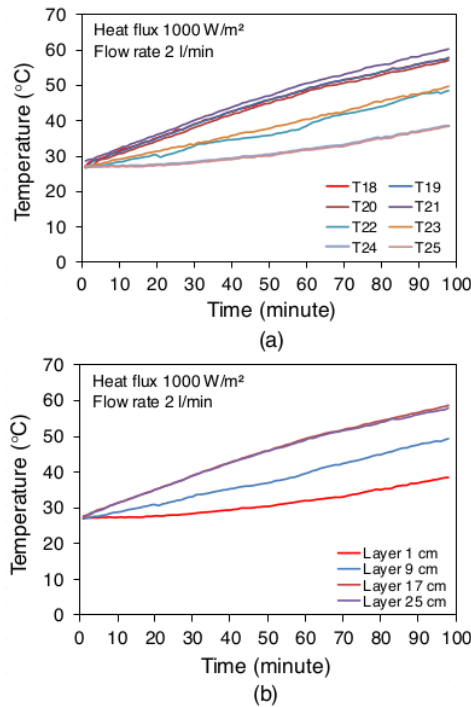 70
60
50
40
30
20
10
0
Temperature (°C)
Heat flux 1000 W/m²
Flow rate 2 l/min
T18 T19
T20 T21
T22 T23
T24 T25
0 10 20 30 40 50 60 70 80 90 100
Time (minute)
(a)
70
60
50
40
30
20
10
0
Temperature (°C)
Heat flux 1000 W/m²
Flow rate 2 l/min
Layer 1 cm
Layer 9 cm
Layer 17 cm
Layer 25 cm
0 10 20 30 40 50 60 70 80 90 100
Time (minute)
(b)